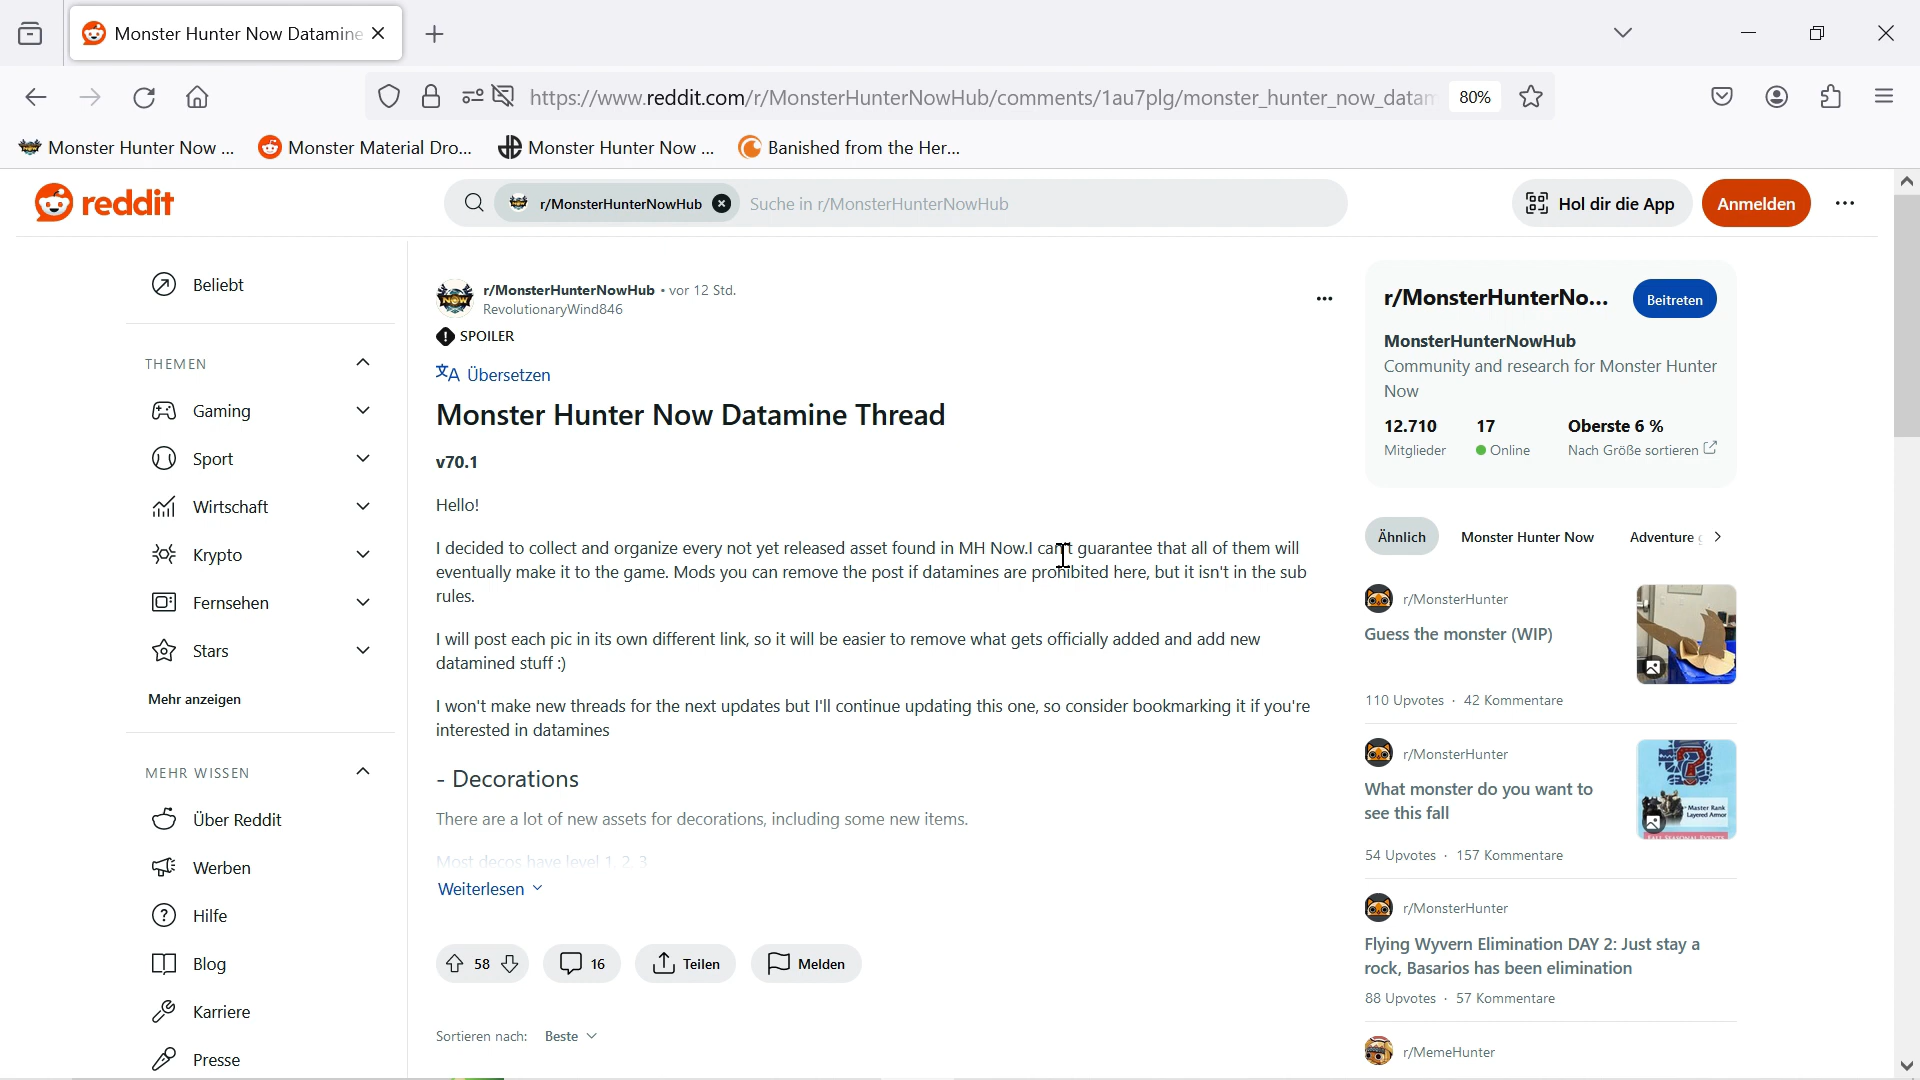 Monster Hunter Now Datamine
https://www.reddit.com/r/MonsterHunterNowHub/comments/1au7plg/monster_hunter_now_datam
80%
Monster Hunter Now ...
Monster Material Dro...
Monster Hunter Now ...
Banished from the Her...
reddit
r/MonsterHunterNowHub
Suche in r/MonsterHunterNowHub
Hol dir die App
Anmelden
Beliebt
THEMEN
Gaming
Sport
Wirtschaft
Krypto
Fernsehen
Stars
Mehr anzeigen
MEHR WISSEN
Über Reddit
Werben
Hilfe
Blog
Karriere
Presse
r/MonsterHunterNowHub • vor 12 Std.
RevolutionaryWind846
SPOILER
Übersetzen
Monster Hunter Now Datamine Thread
v70.1
Hello!
I decided to collect and organize every not yet released asset found in MH Now.I can't guarantee that all of them will
eventually make it to the game. Mods you can remove the post if datamines are prohibited here, but it isn't in the sub
rules.
I will post each pic in its own different link, so it will be easier to remove what gets officially added and add new
datamined stuff :)
I won't make new threads for the next updates but I'll continue updating this one, so consider bookmarking it if you're
interested in datamines
- Decorations
There are a lot of new assets for decorations, including some new items.
Most decos have level 1, 2, 3
Weiterlesen
58
16
Teilen
Melden
Sortieren nach: Beste
r/MonsterHunterNo...
Beitreten
MonsterHunterNowHub
Community and research for Monster Hunter
Now
12.710 17 Oberste 6 %
Mitglieder Online Nach Größe sortieren
Ähnlich Monster Hunter Now Adventure
r/MonsterHunter
Guess the monster (WIP)
110 Upvotes · 42 Kommentare
r/MonsterHunter
What monster do you want to
see this fall
Master Rank
Layered Armor
54 Upvotes · 157 Kommentare
r/MonsterHunter
Flying Wyvern Elimination DAY 2: Just stay a
rock, Basarios has been elimination
88 Upvotes · 57 Kommentare
r/MemeHunter